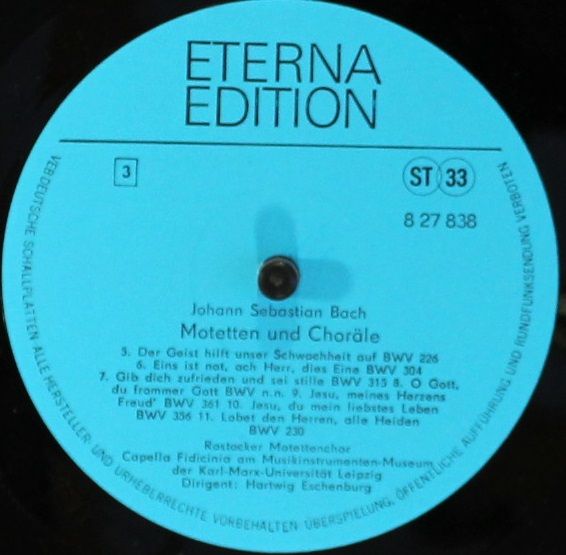 ETERNA
EDITION
3
ST 33
8 27 838
Johann Sebastian Bach
Motetten und Choräle
5. Der Geist hilft unser Schwachheit auf BWV 226
6. Eins ist not, ach Herr, dies Eine BWV 304
7. Gib dich zufrieden und sei stille BWV 315 8. O Gott,
du frommer Gott BWV n.n. 9. Jesu, meines Herzens
Freud' BWV 361 10. Jesu, du mein liebstes Leben
BWV 356 11. Lobet den Herren, alle Heiden
BWV 230
Rostocker Motettenchor
Capella Fidicinia am Musikinstrumenten-Museum
der Karl-Marx-Universität Leipzig
Dirigent: Hartwig Eschenburg
VEB DEUTSCHE SCHALLPLATTEN ALLE HERSTELLER- UND URHEBERRECHTE VORBEHALTEN ÜBERSPIELUNG, ÖFFENTLICHE AUFFÜHRUNG UND RUNDFUNKSENDUNG VERBOTEN